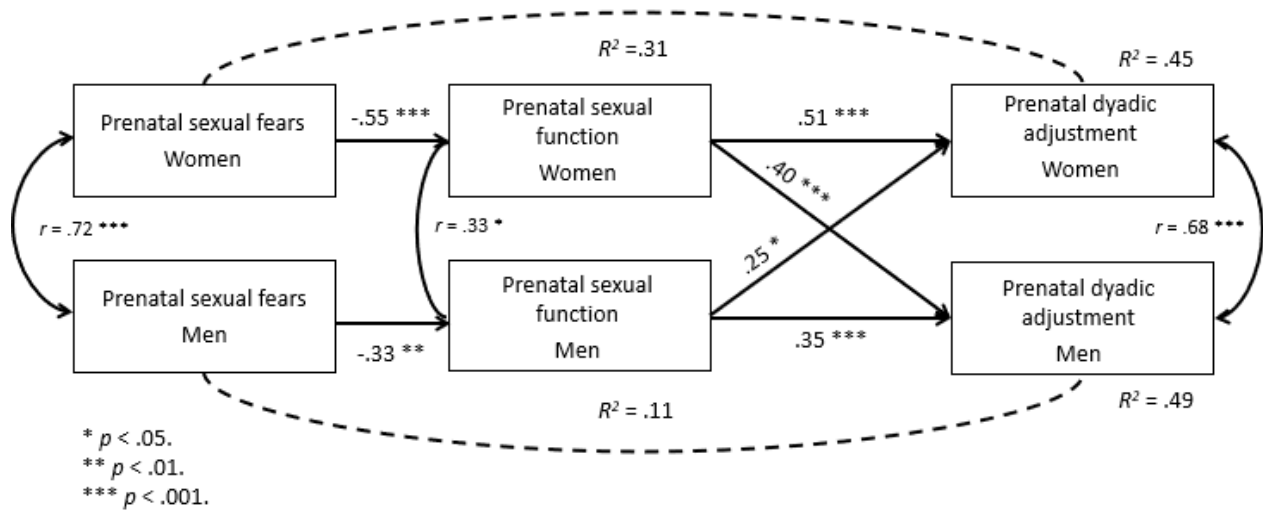 R² =.31
R² = .45
Prenatal sexual fears
Women
-.55 ***
Prenatal sexual
function
Women
.51 ***
Prenatal dyadic
adjustment
Women
.40 ***
r = .72 ***
r = .33 *
r = .68 ***
.25 *
Prenatal sexual fears
Men
-.33 **
Prenatal sexual
function
Men
.35 ***
Prenatal dyadic
adjustment
Men
R² = .11
R² = .49
* p < .05.
** p < .01.
*** p < .001.